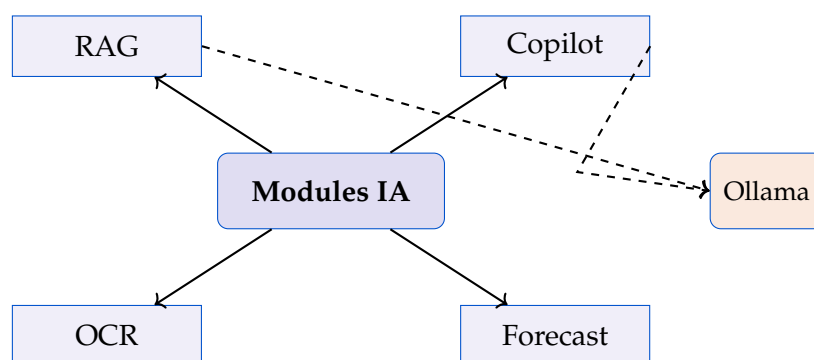 RAG
Copilot
Modules IA
Ollama
OCR
Forecast